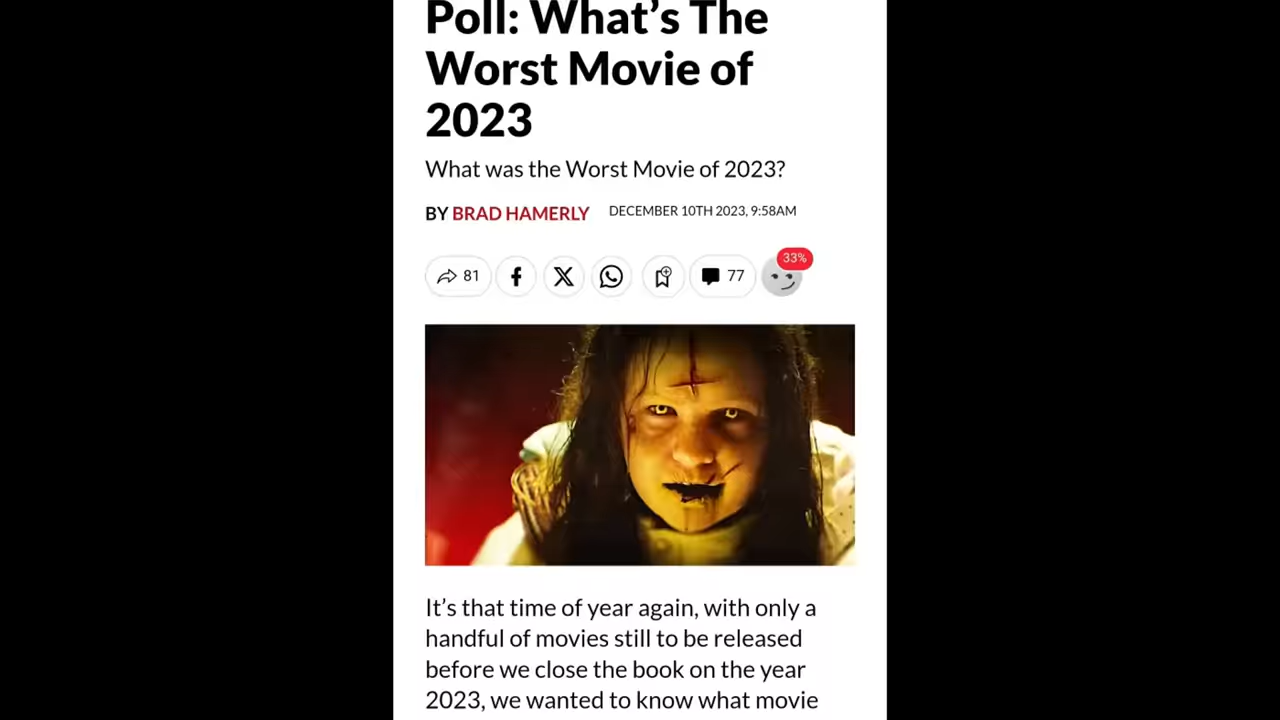 Poll: What’s The
Worst Movie of
2023
What was the Worst Movie of 2023?
BY BRAD HAMERLY DECEMBER 10TH 2023, 9:58AM
81 77 33%
It’s that time of year again, with only a
handful of movies still to be released
before we close the book on the year
2023, we wanted to know what movie